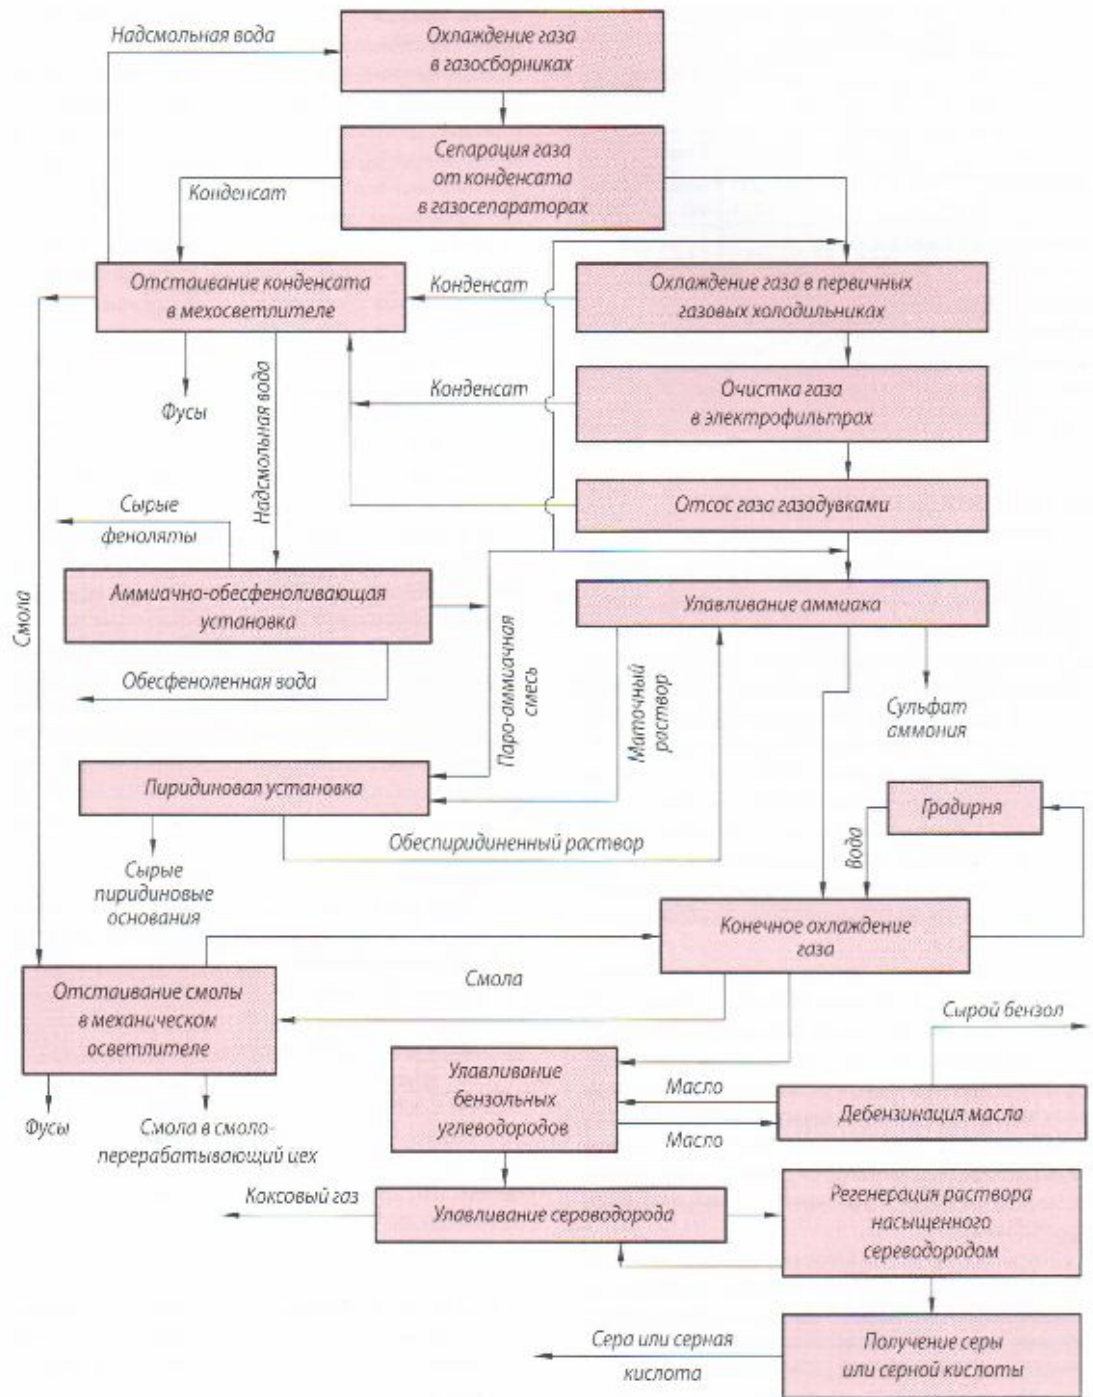 Надсмольная вода
Охлаждение газа
в газосборниках
Сепарация газа
от конденсата
в газосепараторах
Конденсат
Отстаивание конденсата
в мехосветлителе
Конденсат
Охлаждение газа в первичных
газовых холодильниках
Фусы
Надсмольная вода
Конденсат
Очистка газа
в электрофильтрах
Отсос газа газодувками
Сырые
феноляты
Смола
Аммиачно-обесфеноливающая
установка
Улавливание аммиака
Обесфеноленная вода
Паро-аммиачная
смесь
Маточный
раствор
Сульфат
аммония
Пиридиновая установка
Градирня
Обеспиридиненный раствор
Вода
Сырые
пиридиновые
основания
Конечное охлаждение
газа
Смола
Отстаивание смолы
в механическом
осветлителе
Сырой бензол
Улавливание
бензольных
углеводородов
Масло
Масло
Дебензинация масла
Фусы
Смола в смоло-
перерабатывающий цех
Коксовый газ
Улавливание сероводорода
Регенерация раствора
насыщенного
сереводородом
Сера или серная
кислота
Получение серы
или серной кислоты